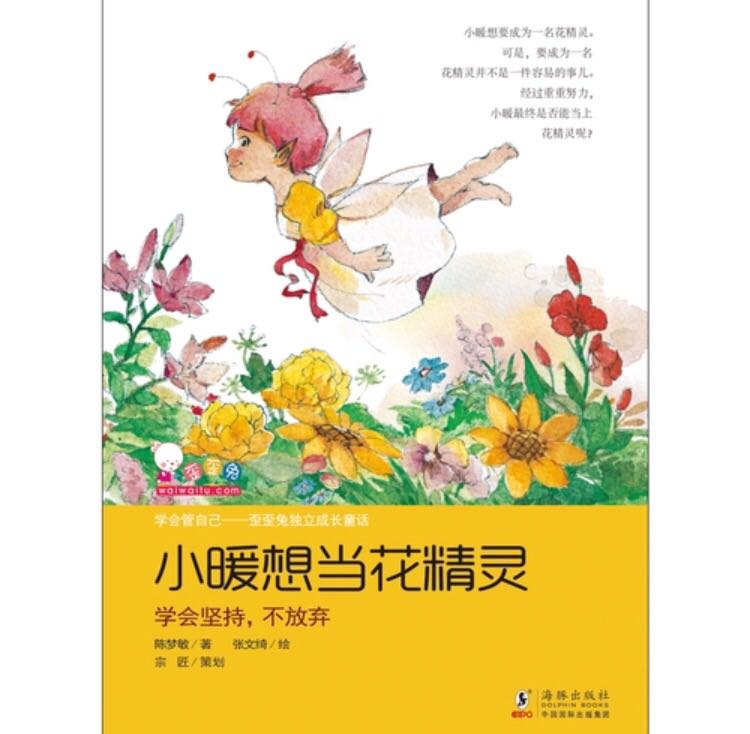 小暖想要成为一名花精灵。
可是，要成为一名
花精灵并不是一件容易的事儿。
经过重重努力，
小暖最终是否能当上
花精灵呢？
歪歪兔
waiwaitu.com
学会管自己——歪歪兔独立成长童话
小暖想当花精灵
学会坚持，不放弃
陈梦敏/著 张文绮/绘
宗 匠/策划
海豚出版社
DOLPHIN BOOKS
CIPG 中国国际出版集团